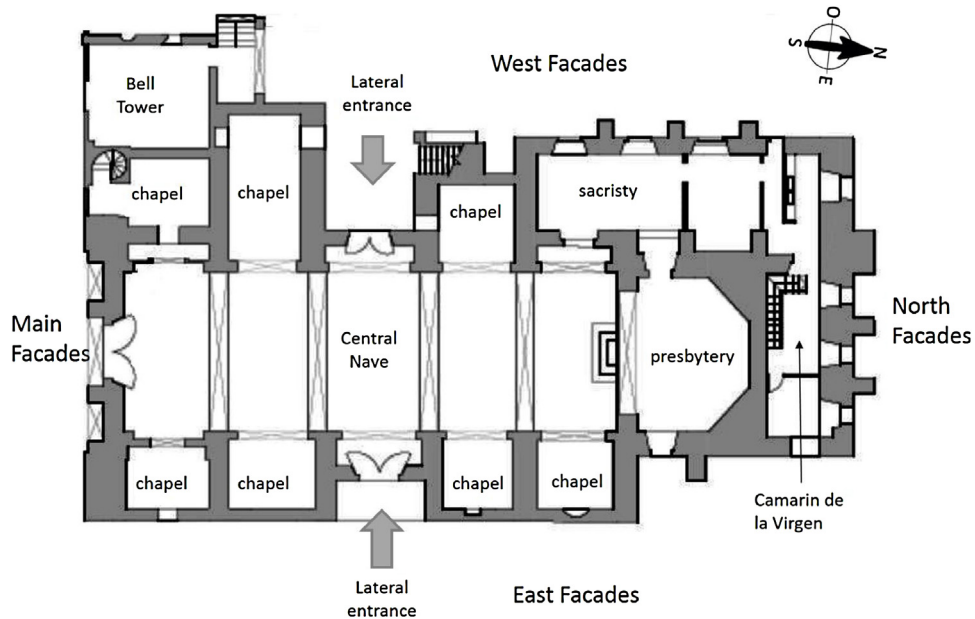 O
S
N
E
West Facades
Bell
Tower
Lateral
entrance
chapel
chapel
chapel
sacristy
Main
Facades
Central
Nave
presbytery
North
Facades
chapel
chapel
chapel
chapel
Camarin de
la Virgen
Lateral
entrance
East Facades